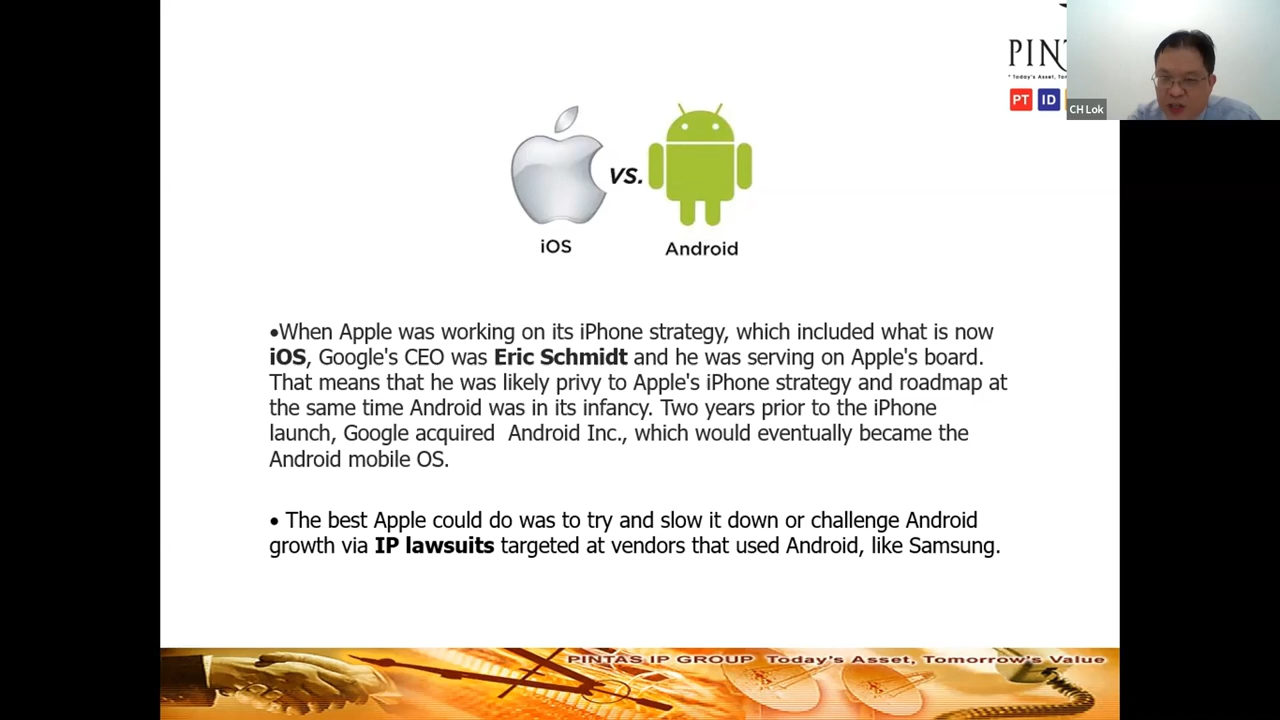 PIN
" Today's Asset, Tom
PT ID
CH Lok
vs.
iOS
Android
•When Apple was working on its iPhone strategy, which included what is now
iOS, Google's CEO was Eric Schmidt and he was serving on Apple's board.
That means that he was likely privy to Apple's iPhone strategy and roadmap at
the same time Android was in its infancy. Two years prior to the iPhone
launch, Google acquired  Android Inc., which would eventually became the
Android mobile OS.
• The best Apple could do was to try and slow it down or challenge Android
growth via IP lawsuits targeted at vendors that used Android, like Samsung.
PINTAS IP GROUP Today's Asset, Tomorrow's Value